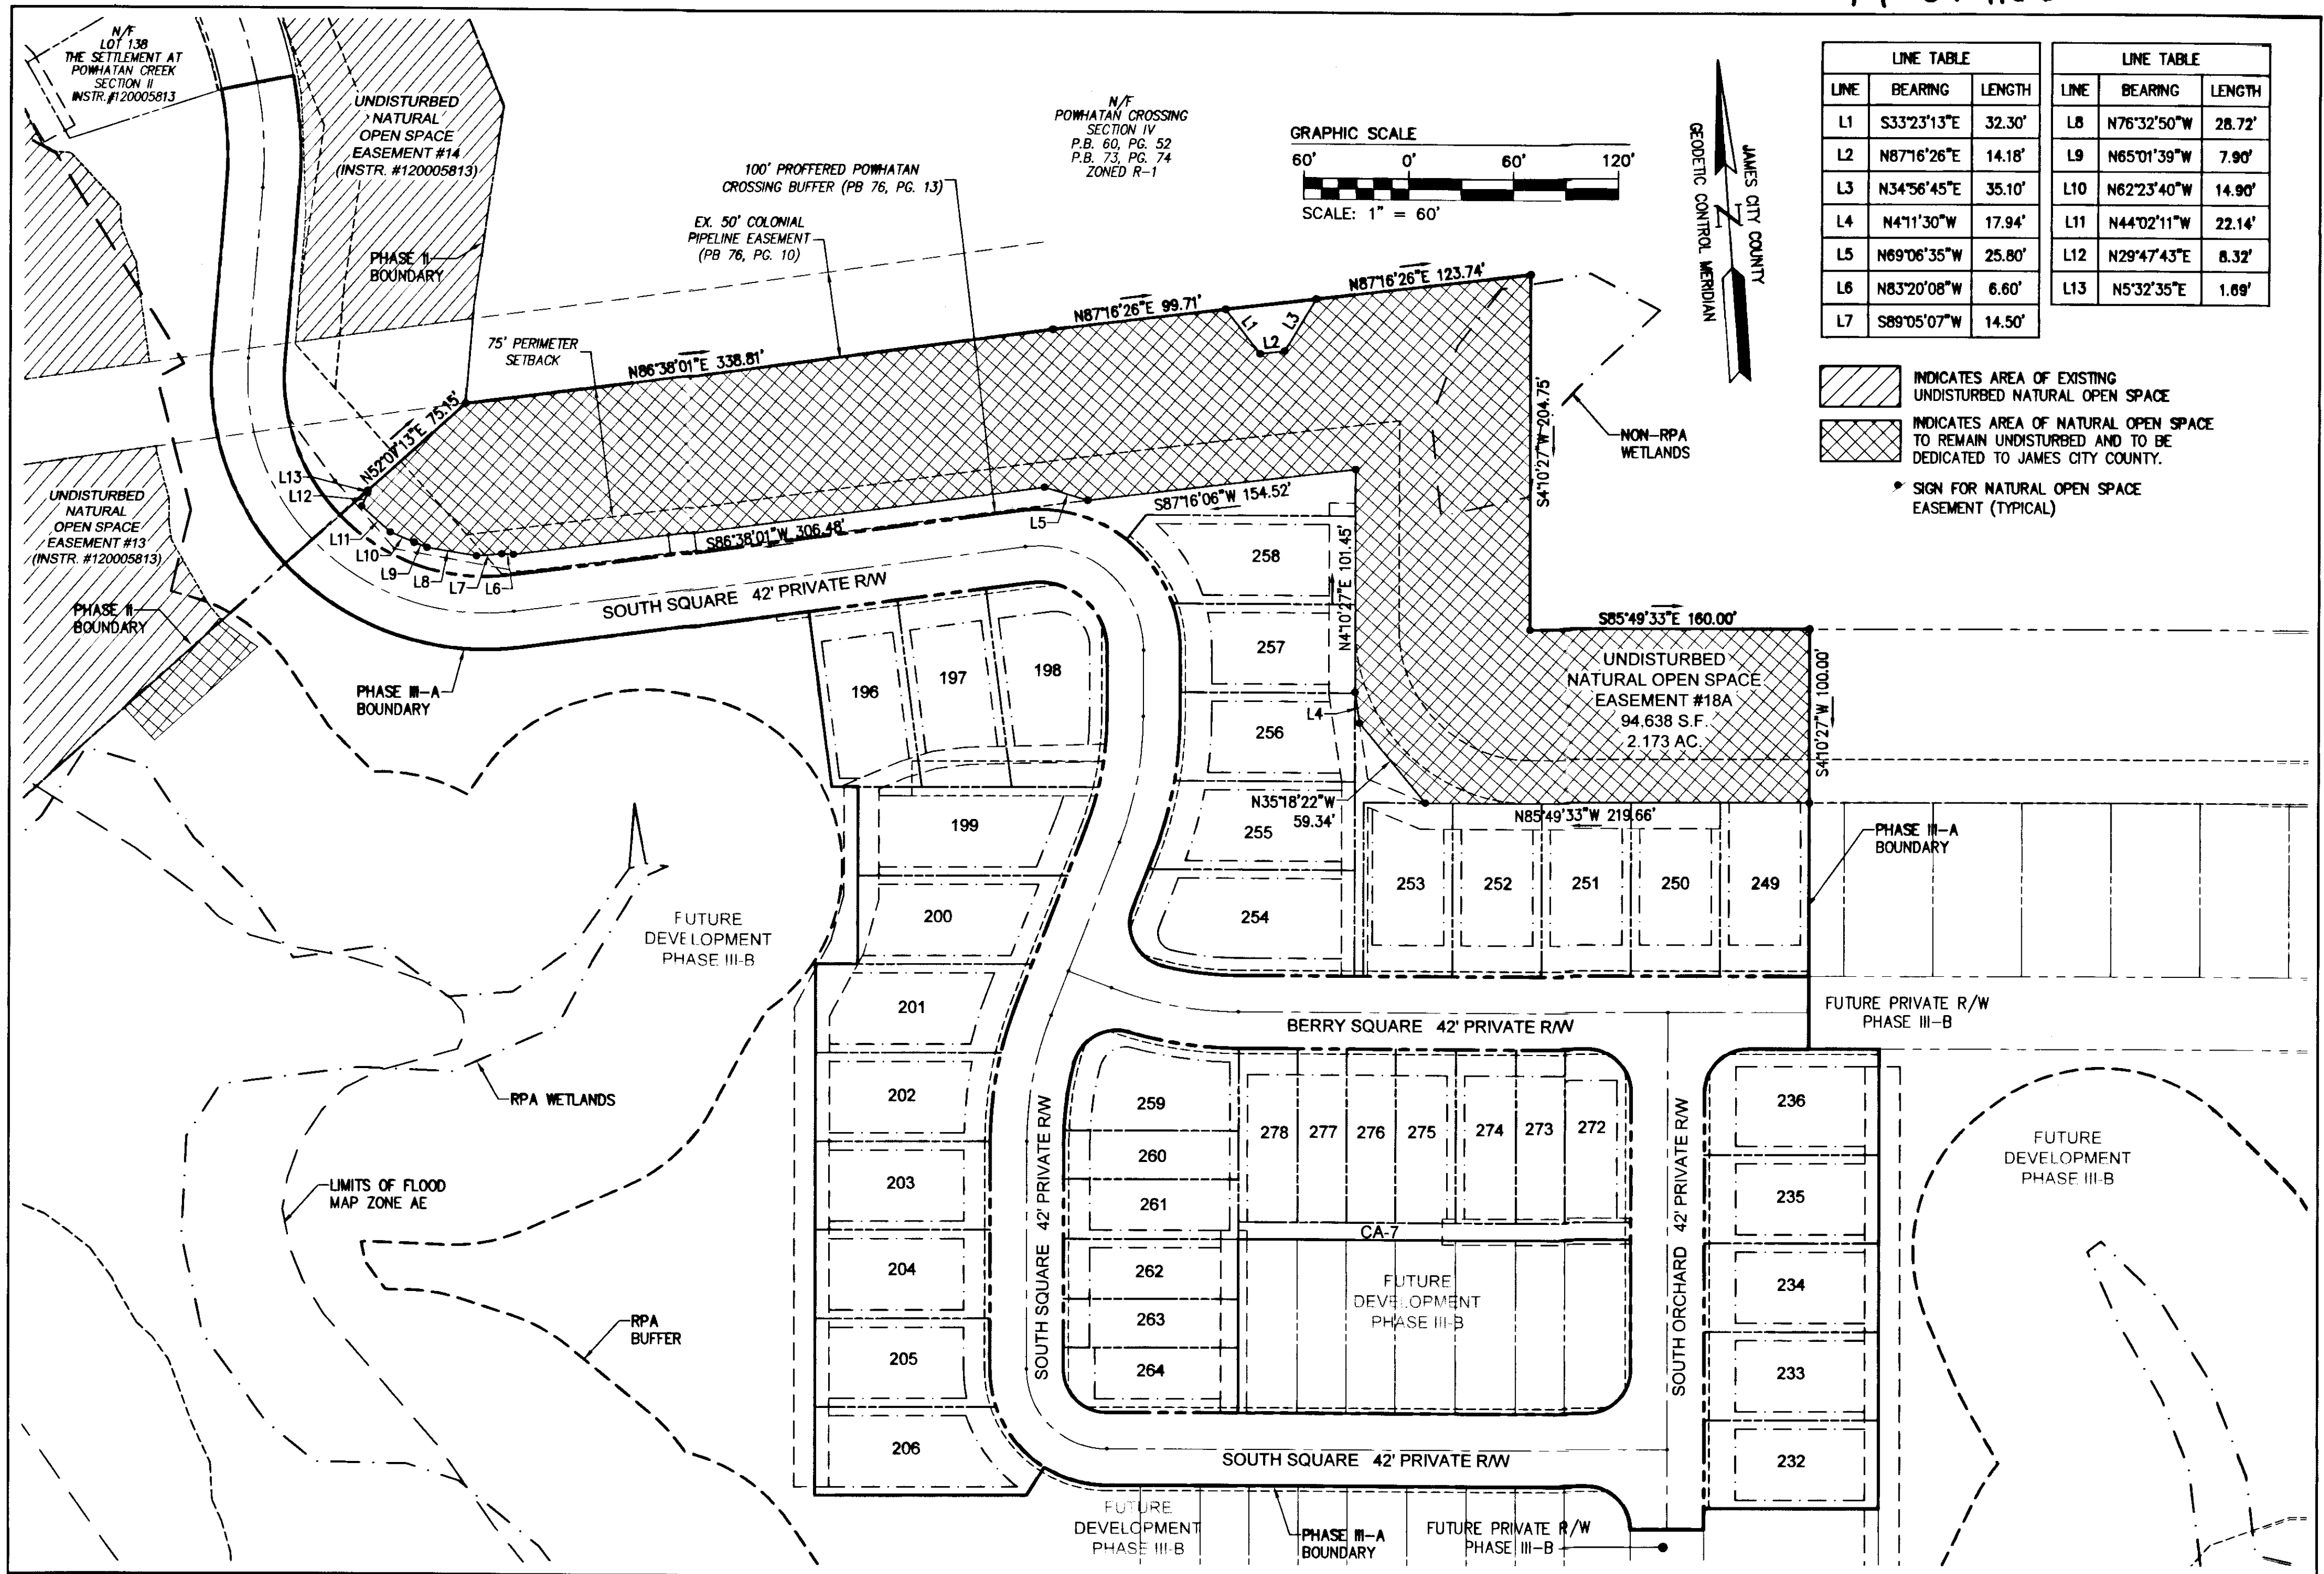 N/F
LOT 138
THE SETTLEMENT AT
POWHATAN CREEK
SECTION II
INSTR.#120005813
UNDISTURBED
NATURAL
OPEN SPACE
EASEMENT #14
(INSTR. #120005813)
PHASE II
BOUNDARY
100' PROFFERED POWHATAN
CROSSING BUFFER (PB 76, PG. 13)
EX. 50' COLONIAL
PIPELINE EASEMENT
(PB 76, PG. 10)
75' PERIMETER
SETBACK
N/F
POWHATAN CROSSING
SECTION IV
P.B. 60, PG. 52
P.B. 73, PG. 74
ZONED R-1
GRAPHIC SCALE
60' 0' 60' 120'
SCALE: 1" = 60'
JAMES CITY COUNTY
GEODETIC CONTROL MERIDIAN
LINE TABLE
LINE BEARING LENGTH
L1 S33°23'13"E 32.30'
L2 N87°16'26"E 14.18'
L3 N34°56'45"E 35.10'
L4 N4°11'30"W 17.94'
L5 N69°06'35"W 25.80'
L6 N83°20'08"W 6.60'
L7 S89°05'07"W 14.50'
LINE TABLE
LINE BEARING LENGTH
L8 N76°32'50"W 28.72'
L9 N65°01'39"W 7.90'
L10 N62°23'40"W 14.90'
L11 N44°02'11"W 22.14'
L12 N29°47'43"E 8.32'
L13 N5°32'35"E 1.69'
INDICATES AREA OF EXISTING
UNDISTURBED NATURAL OPEN SPACE
INDICATES AREA OF NATURAL OPEN SPACE
TO REMAIN UNDISTURBED AND TO BE
DEDICATED TO JAMES CITY COUNTY.
SIGN FOR NATURAL OPEN SPACE
EASEMENT (TYPICAL)
N52°07'13"E 75.15'
N86°38'01"E 338.81'
N87°16'26"E 99.71'
N87°16'26"E 123.74'
L1
L2
L3
S4°10'27"W 204.75'
NON-RPA
WETLANDS
L13
L12
L11
L10
L9
L8
L7
L6
L5
S86°38'01"W 306.48'
S87°16'06"W 154.52'
N4°10'27"E 101.45'
L4
N35°18'22"W
59.34'
S85°49'33"E 160.00'
S4°10'27"W 100.00'
N85°49'33"W 219.66'
UNDISTURBED
NATURAL OPEN SPACE
EASEMENT #18A
94,638 S.F.
2.173 AC.
UNDISTURBED
NATURAL
OPEN SPACE
EASEMENT #13
(INSTR. #120005813)
PHASE II
BOUNDARY
PHASE III-A
BOUNDARY
SOUTH SQUARE 42' PRIVATE R/W
196
197
198
199
200
201
202
203
204
205
206
258
257
256
255
254
253
252
251
250
249
PHASE III-A
BOUNDARY
FUTURE
DEVELOPMENT
PHASE III-B
RPA WETLANDS
LIMITS OF FLOOD
MAP ZONE AE
RPA
BUFFER
BERRY SQUARE 42' PRIVATE R/W
FUTURE PRIVATE R/W
PHASE III-B
SOUTH SQUARE 42' PRIVATE R/W
259
260
261
262
263
264
278
277
276
275
274
273
272
CA-7
FUTURE
DEVELOPMENT
PHASE III-B
SOUTH ORCHARD 42' PRIVATE R/W
236
235
234
233
232
FUTURE
DEVELOPMENT
PHASE III-B
SOUTH SQUARE 42' PRIVATE R/W
FUTURE
DEVELOPMENT
PHASE III-B
PHASE III-A
BOUNDARY
FUTURE PRIVATE R/W
PHASE III-B